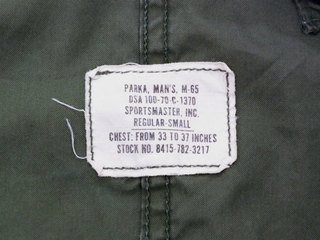 PARKA, MAN'S, M-65
DSA 100-70-C-1370
SPORTSMASTER, INC.
REGULAR-SMALL
CHEST: FROM 33 TO 37 INCHES
STOCK NO. 8415-782-3217